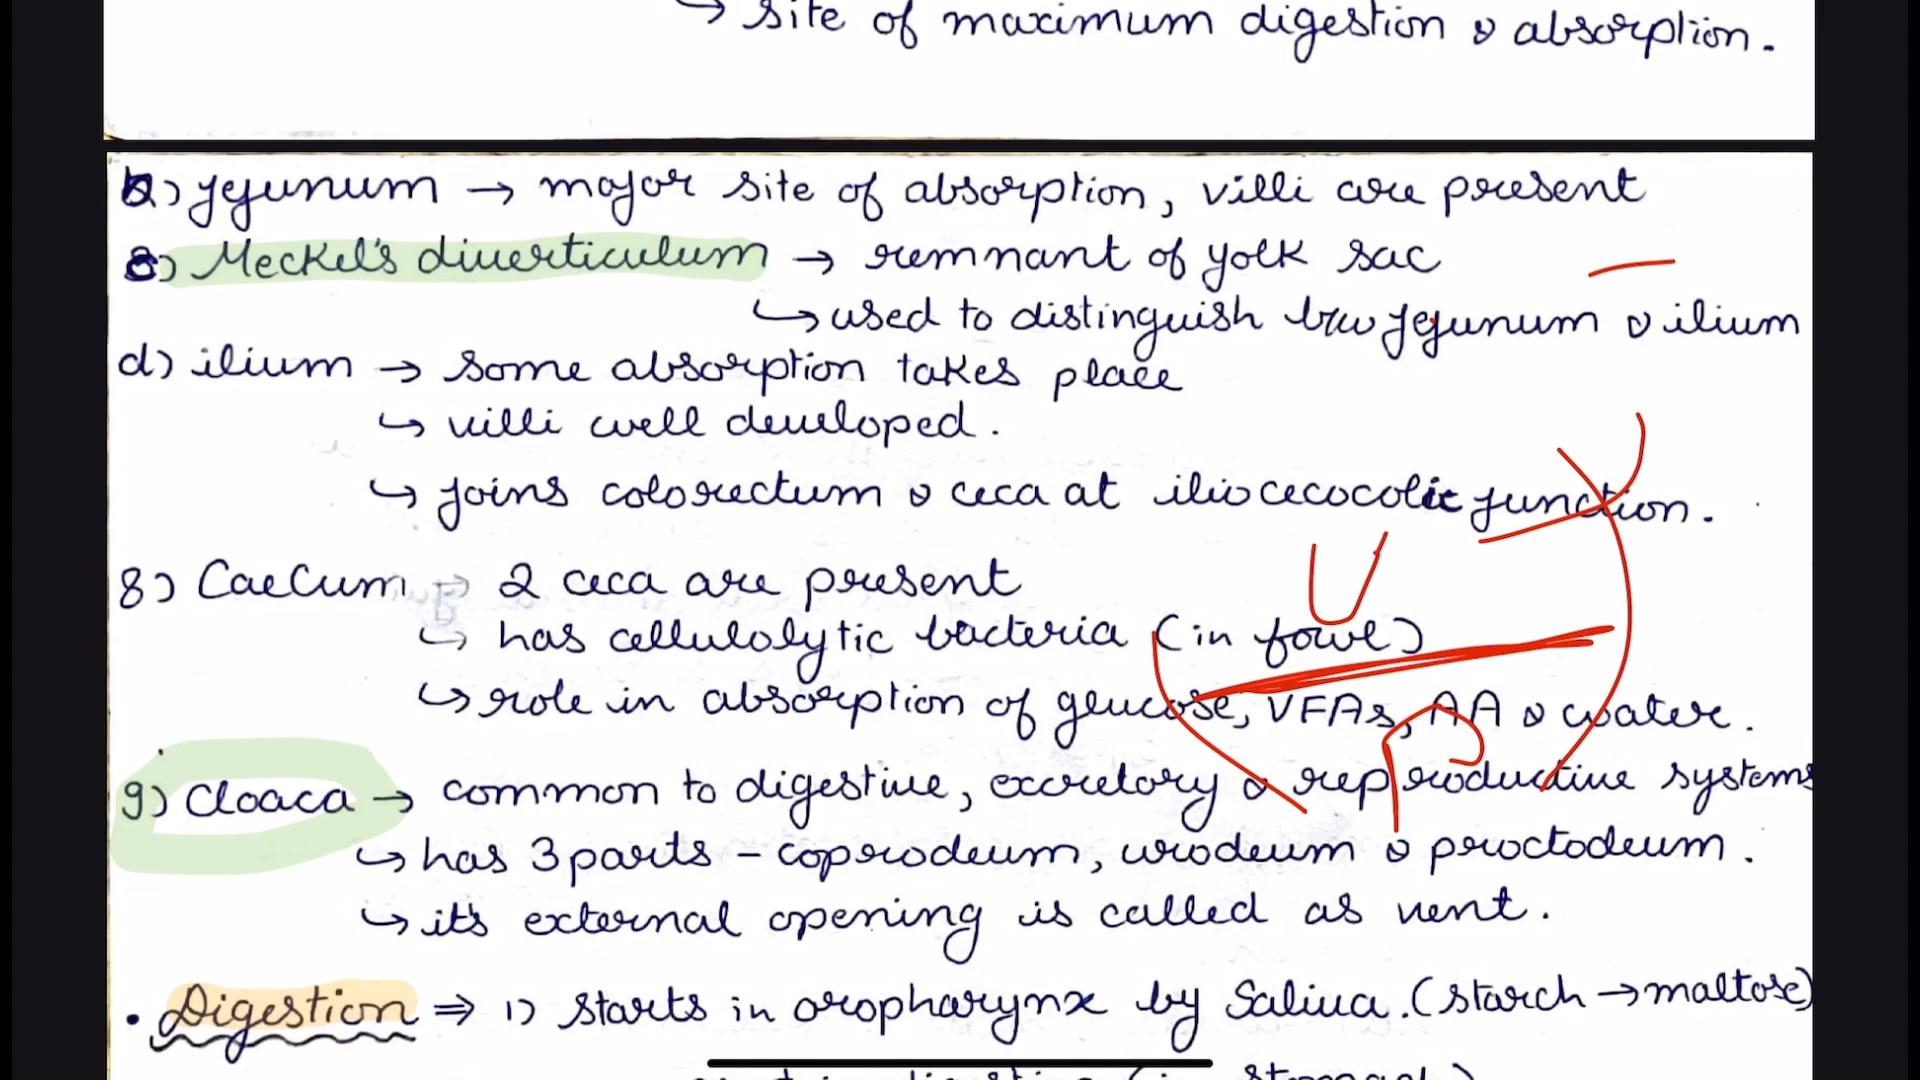 ↳ site of maximum digestion & absorption.
b) Jejunum → major site of absorption, villi are present
c) Meckel's diverticulum → remnant of yolk sac
↳ used to distinguish b/w jejunum & ilium
d) ilium → some absorption takes place
↳ villi well developed.
↳ joins colorectum & ceca at iliocecocolic junction.
8) Caecum → 2 ceca are present
↳ has cellulolytic bacteria (in fowl)
↳ role in absorption of glucose, VFAs, AA & water.
9) Cloaca → common to digestive, excretory & reproductive systems
↳ has 3 parts - coprodeum, urodeum & proctodeum.
↳ it's external opening is called as vent.
• Digestion ⇒ 1) starts in oropharynx by Saliva. (starch → maltose)